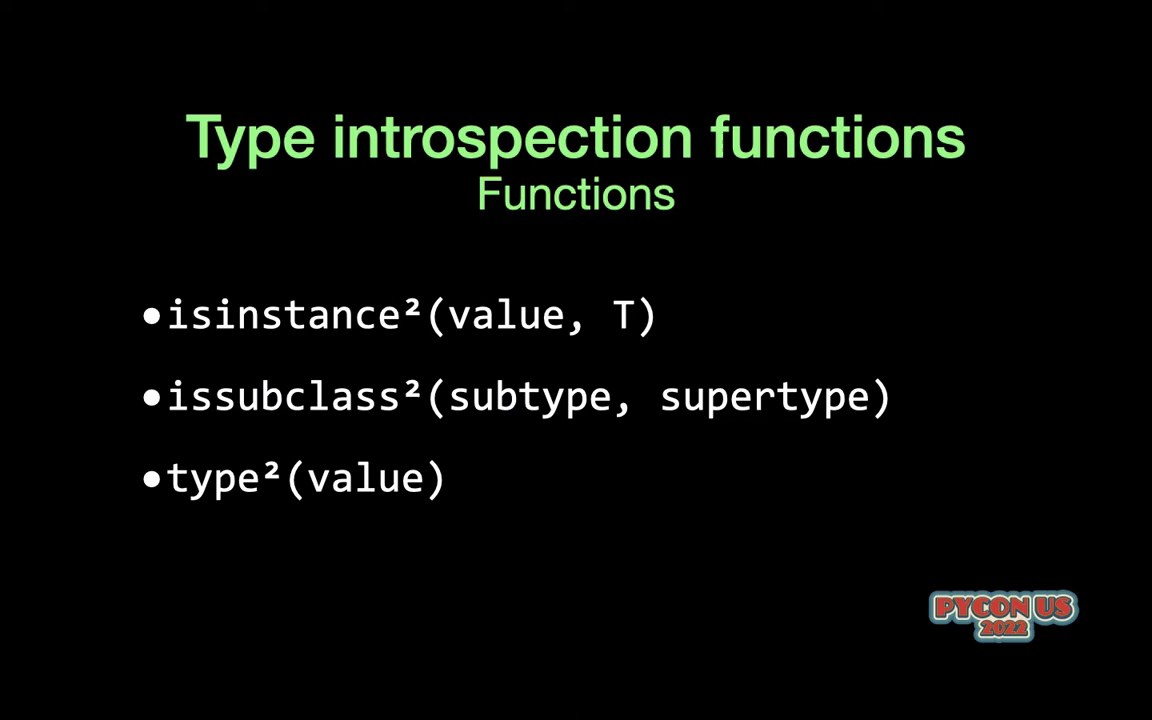 Type introspection functions
Functions
•isinstance²(value, T)
•issubclass²(subtype, supertype)
•type²(value)
PYCON US
2022